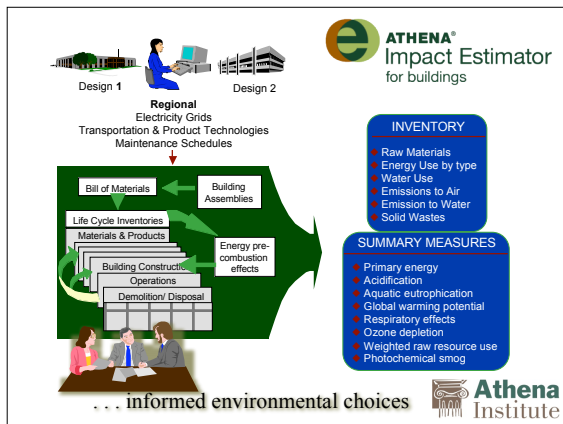 ATHENA®
Impact Estimator
for buildings
Design 1
Design 2
Regional
Electricity Grids
Transportation & Product Technologies
Maintenance Schedules
Bill of Materials
Building
Assemblies
Life Cycle Inventories
Materials & Products
Energy pre-
combustion
effects
Building Constructi
Operations
Demolition/ Disposal
INVENTORY
Raw Materials
Energy Use by type
Water Use
Emissions to Air
Emission to Water
Solid Wastes
SUMMARY MEASURES
Primary energy
Acidification
Aquatic eutrophication
Global warming potential
Respiratory effects
Ozone depletion
Weighted raw resource use
Photochemical smog
. . . informed environmental choices
Athena
Institute